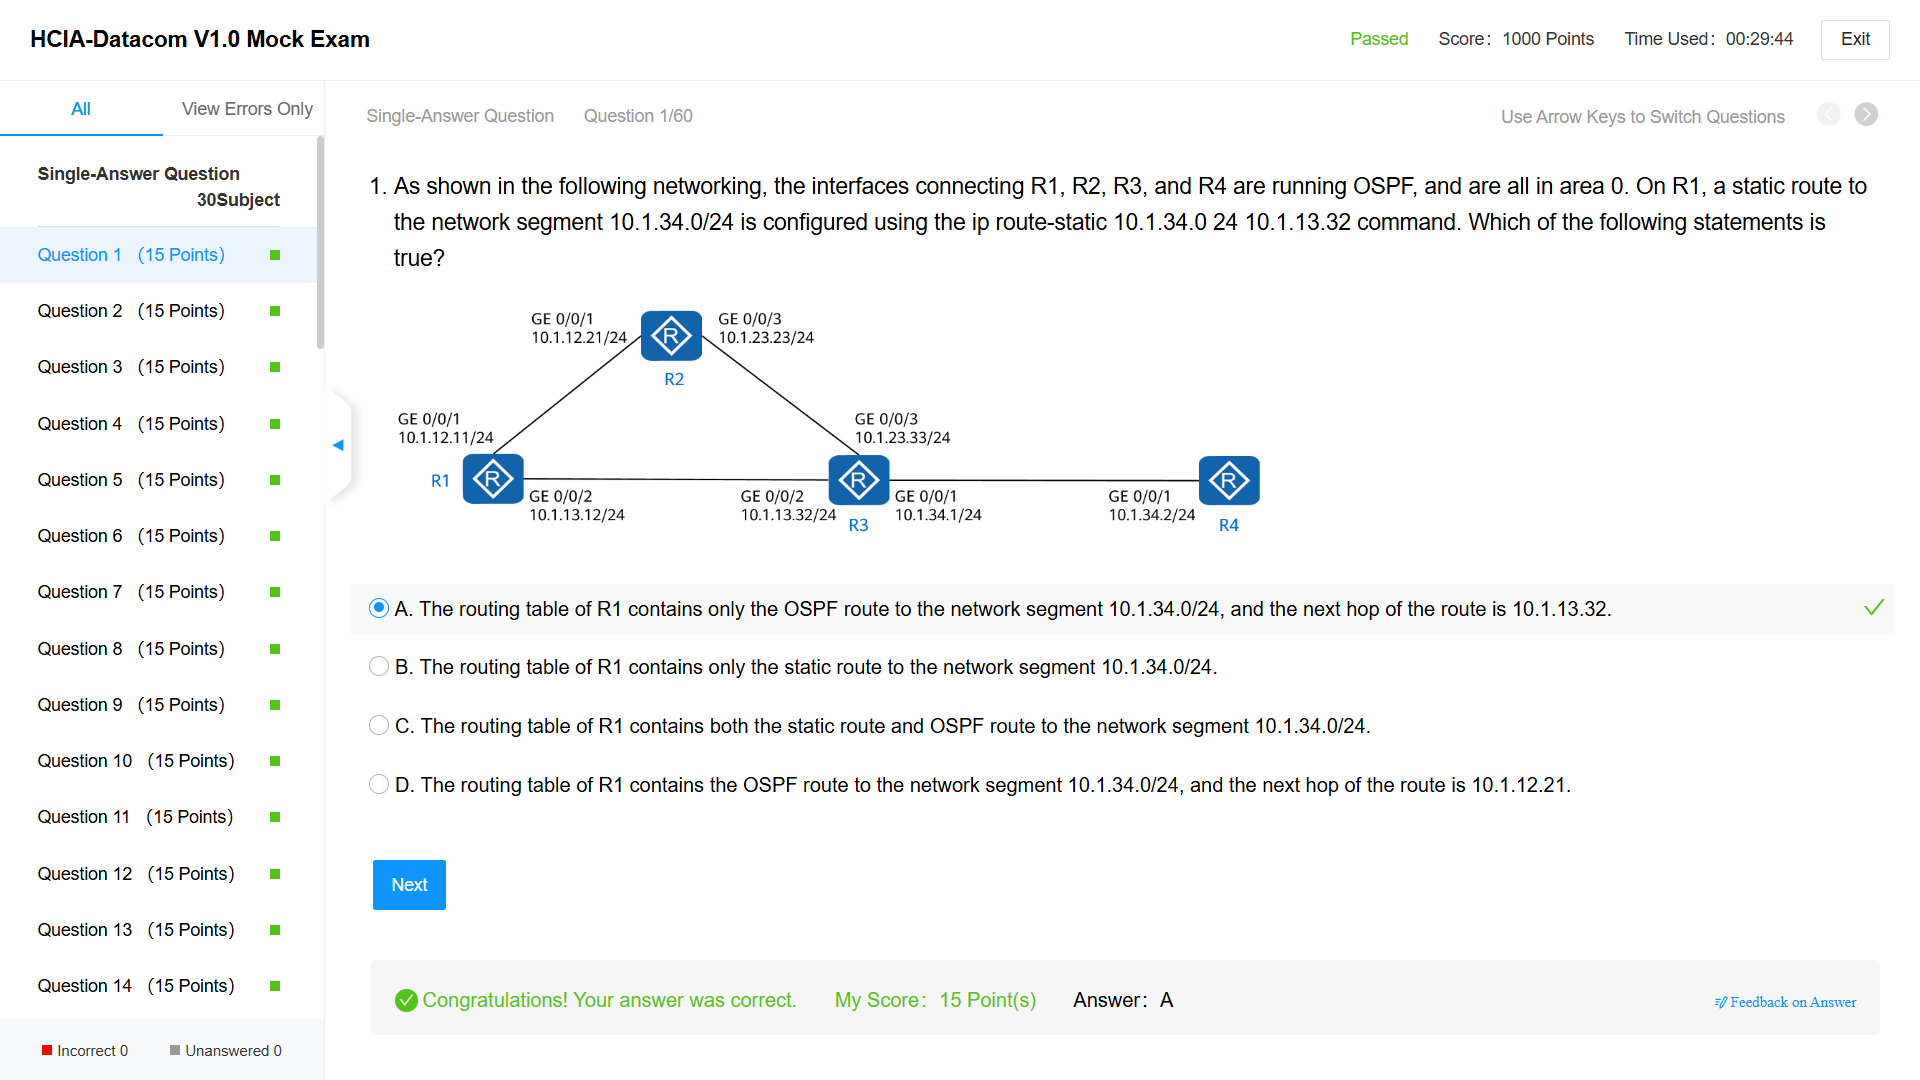 HCIA-Datacom V1.0 Mock Exam
Passed
Score： 1000 Points
Time Used： 00:29:44
Exit
All
View Errors Only
Single-Answer Question
30Subject
Question 1 （15 Points）
Question 2 （15 Points）
Question 3 （15 Points）
Question 4 （15 Points）
Question 5 （15 Points）
Question 6 （15 Points）
Question 7 （15 Points）
Question 8 （15 Points）
Question 9 （15 Points）
Question 10 （15 Points）
Question 11 （15 Points）
Question 12 （15 Points）
Question 13 （15 Points）
Question 14 （15 Points）
Incorrect 0
Unanswered 0
Single-Answer Question
Question 1/60
Use Arrow Keys to Switch Questions
1. As shown in the following networking, the interfaces connecting R1, R2, R3, and R4 are running OSPF, and are all in area 0. On R1, a static route to
the network segment 10.1.34.0/24 is configured using the ip route-static 10.1.34.0 24 10.1.13.32 command. Which of the following statements is
true?
GE 0/0/1
10.1.12.21/24
R
R2
GE 0/0/3
10.1.23.23/24
GE 0/0/1
10.1.12.11/24
GE 0/0/3
10.1.23.33/24
R1
R
GE 0/0/2
10.1.13.12/24
GE 0/0/2
10.1.13.32/24
R
R3
GE 0/0/1
10.1.34.1/24
GE 0/0/1
10.1.34.2/24
R
R4
A. The routing table of R1 contains only the OSPF route to the network segment 10.1.34.0/24, and the next hop of the route is 10.1.13.32.
B. The routing table of R1 contains only the static route to the network segment 10.1.34.0/24.
C. The routing table of R1 contains both the static route and OSPF route to the network segment 10.1.34.0/24.
D. The routing table of R1 contains the OSPF route to the network segment 10.1.34.0/24, and the next hop of the route is 10.1.12.21.
Next
Congratulations! Your answer was correct.
My Score： 15 Point(s)
Answer： A
Feedback on Answer